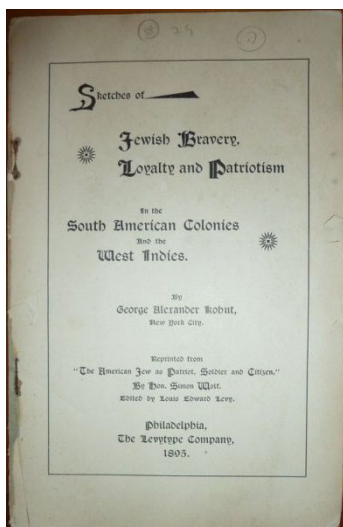 Sketches of
Jewish Bravery,
Loyalty and Patriotism
In the
South American Colonies
And the
West Indies.
By
George Alexander Kohut,
New York City.
Reprinted from
"The American Jew as Patriot, Soldier and Citizen."
By Hon. Simon Wolf.
Edited by Louis Edward Levy.
Philadelphia,
The Levytype Company,
1895.